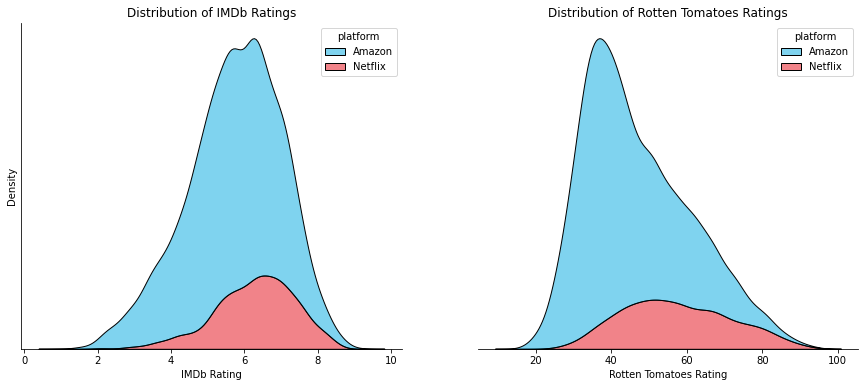 Distribution of IMDb Ratings
platform
Amazon
Netflix
Density
0 2 4 6 8 10
IMDb Rating
Distribution of Rotten Tomatoes Ratings
platform
Amazon
Netflix
20 40 60 80 100
Rotten Tomatoes Rating